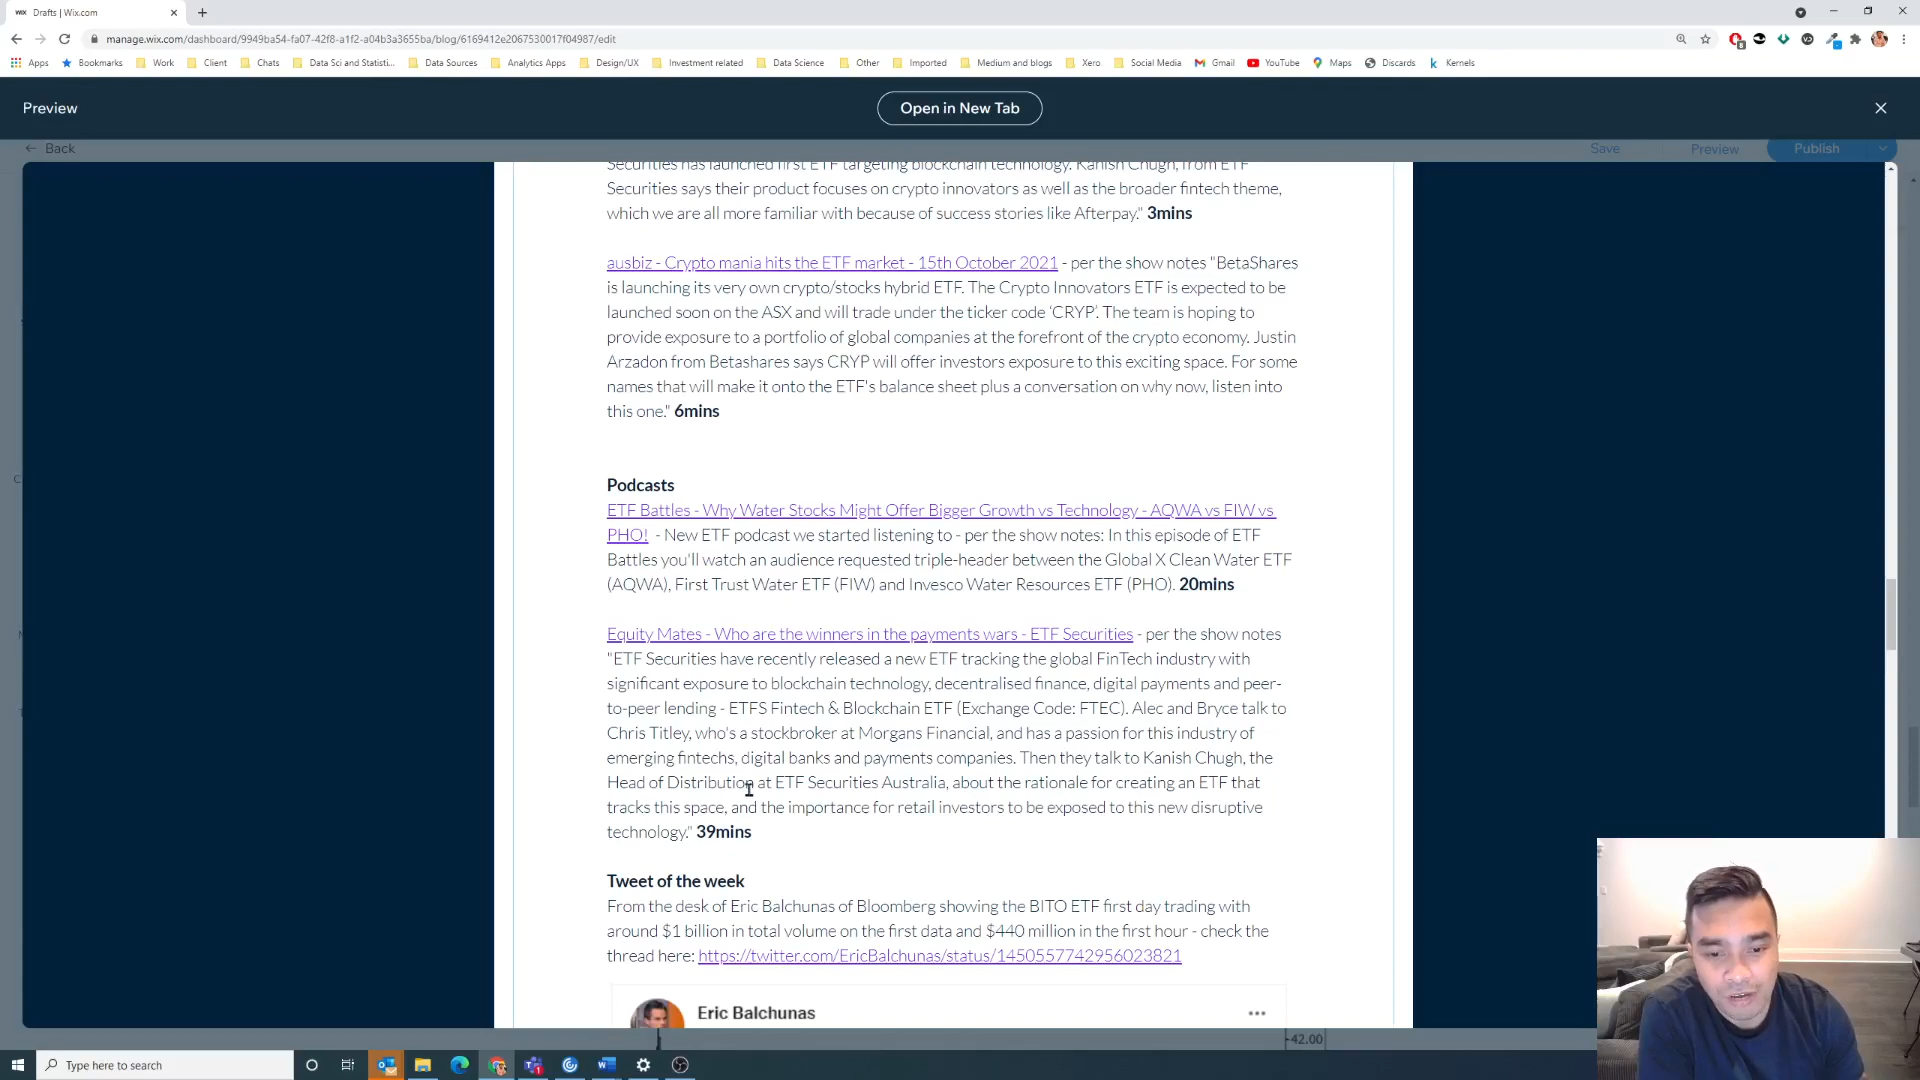 Drafts | Wix.com
manage.wix.com/dashboard/9949ba54-fa07-42f8-a1f2-a04b3a3655ba/blog/6169412e2067530017f04987/edit
Apps Bookmarks Work Client Chats Data Sci and Statisti... Data Sources Analytics Apps Design/UX Investment related Data Science Other Imported Medium and blogs Xero Social Media Gmail YouTube Maps Discards Kernels
Preview
Open in New Tab
Back
Save
Preview
Publish
Securities has launched first ETF targeting blockchain technology. Kanish Chugh, from ETF
Securities says their product focuses on crypto innovators as well as the broader fintech theme,
which we are all more familiar with because of success stories like Afterpay." 3mins
ausbiz - Crypto mania hits the ETF market - 15th October 2021 - per the show notes "BetaShares
is launching its very own crypto/stocks hybrid ETF. The Crypto Innovators ETF is expected to be
launched soon on the ASX and will trade under the ticker code ‘CRYP’. The team is hoping to
provide exposure to a portfolio of global companies at the forefront of the crypto economy. Justin
Arzadon from Betashares says CRYP will offer investors exposure to this exciting space. For some
names that will make it onto the ETF's balance sheet plus a conversation on why now, listen into
this one." 6mins
Podcasts
ETF Battles - Why Water Stocks Might Offer Bigger Growth vs Technology - AQWA vs FIW vs
PHO! - New ETF podcast we started listening to - per the show notes: In this episode of ETF
Battles you'll watch an audience requested triple-header between the Global X Clean Water ETF
(AQWA), First Trust Water ETF (FIW) and Invesco Water Resources ETF (PHO). 20mins
Equity Mates - Who are the winners in the payments wars - ETF Securities - per the show notes
"ETF Securities have recently released a new ETF tracking the global FinTech industry with
significant exposure to blockchain technology, decentralised finance, digital payments and peer-
to-peer lending - ETFS Fintech & Blockchain ETF (Exchange Code: FTEC). Alec and Bryce talk to
Chris Titley, who's a stockbroker at Morgans Financial, and has a passion for this industry of
emerging fintechs, digital banks and payments companies. Then they talk to Kanish Chugh, the
Head of Distribution at ETF Securities Australia, about the rationale for creating an ETF that
tracks this space, and the importance for retail investors to be exposed to this new disruptive
technology." 39mins
Tweet of the week
From the desk of Eric Balchunas of Bloomberg showing the BITO ETF first day trading with
around $1 billion in total volume on the first data and $440 million in the first hour - check the
thread here: https://twitter.com/EricBalchunas/status/1450557742956023821
Eric Balchunas
-42.00
Type here to search